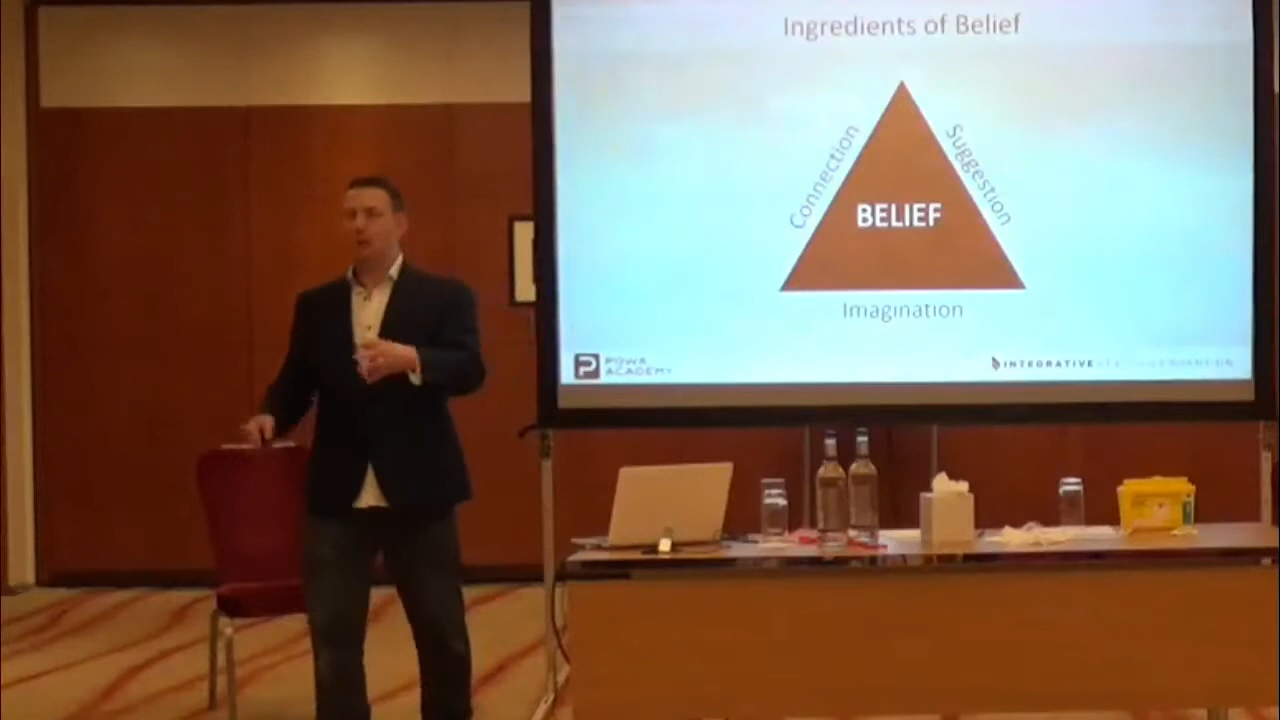 Ingredients of Belief
Connection
Suggestion
BELIEF
Imagination
POWA
ACADEMY
INTEGRATIVE